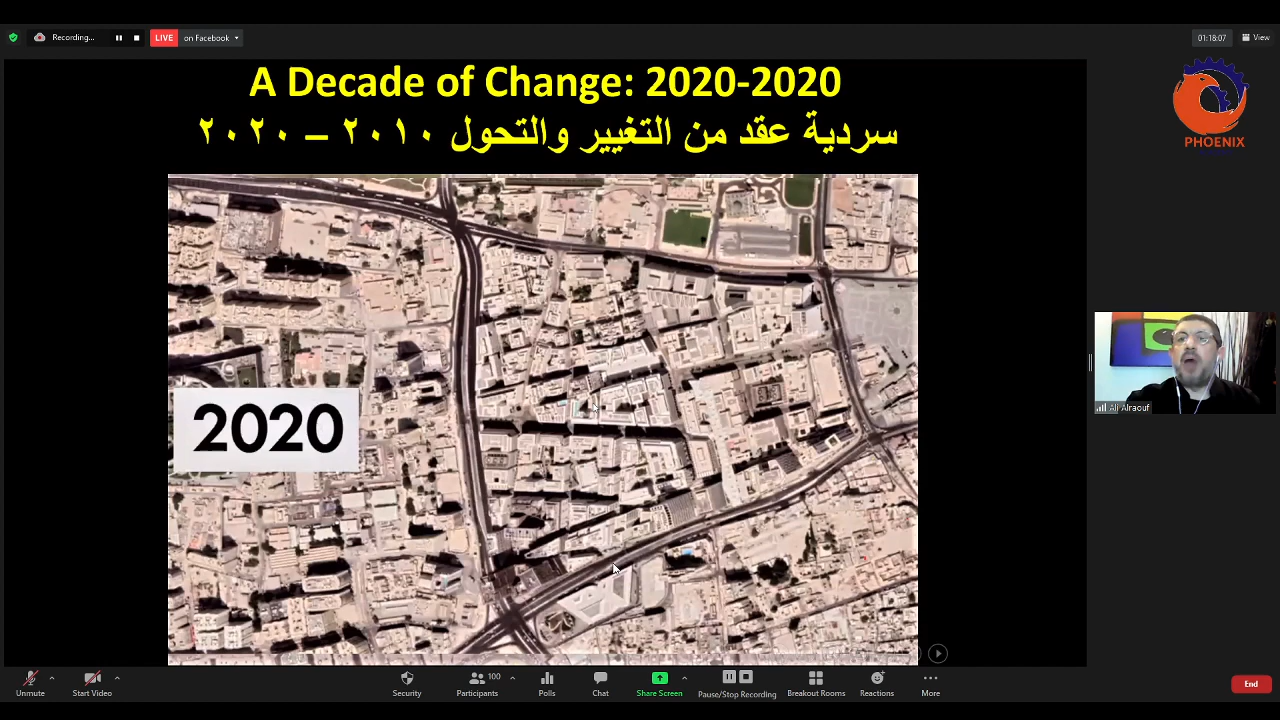 Recording...
LIVE
on Facebook
01:18:07
View
A Decade of Change: 2020-2020
سردية عقد من التغيير والتحول ٢٠١٠ – ٢٠٢٠
PHOENIX
2020
Ali Alraouf
Unmute
Start Video
Security
Participants
100
Polls
Chat
Share Screen
Pause/Stop Recording
Breakout Rooms
Reactions
More
End